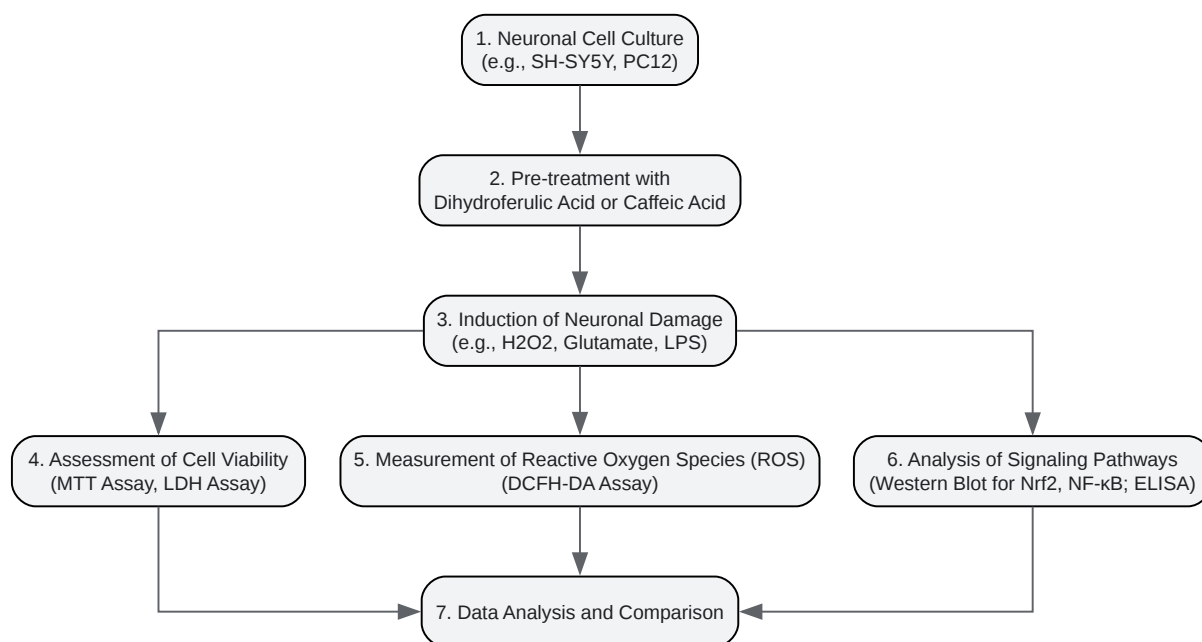 1. Neuronal Cell Culture
(e.g., SH-SY5Y, PC12)
2. Pre-treatment with
Dihydroferulic Acid or Caffeic Acid
3. Induction of Neuronal Damage
(e.g., H2O2, Glutamate, LPS)
4. Assessment of Cell Viability
(MTT Assay, LDH Assay)
5. Measurement of Reactive Oxygen Species (ROS)
(DCFH-DA Assay)
6. Analysis of Signaling Pathways
(Western Blot for Nrf2, NF-κB; ELISA)
7. Data Analysis and Comparison